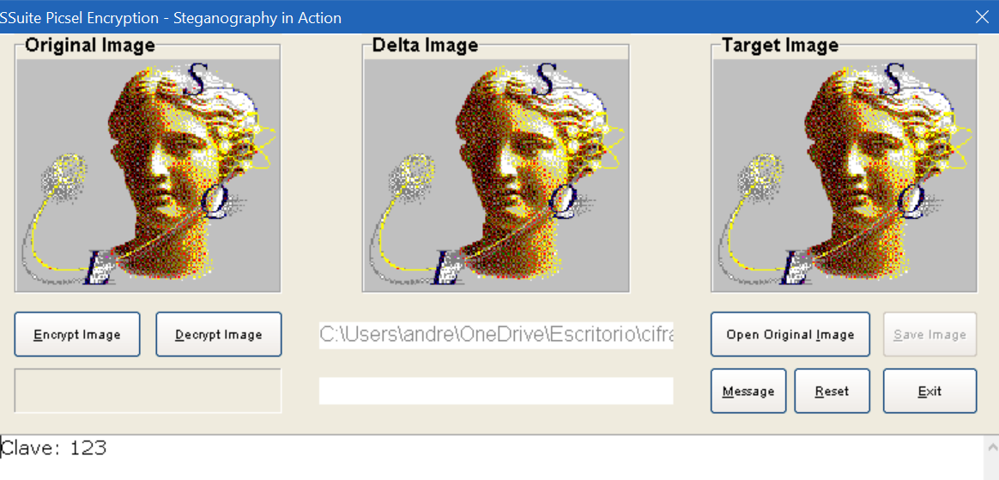 SSuite Picsel Encryption - Steganography in Action
Original Image
Delta Image
Target Image
S
Q
L
S
Q
L
S
Q
L
Encrypt Image
Decrypt Image
C:\Users\andre\OneDrive\Escritorio\cifra
Open Original Image
Save Image
Message
Reset
Exit
Clave: 123